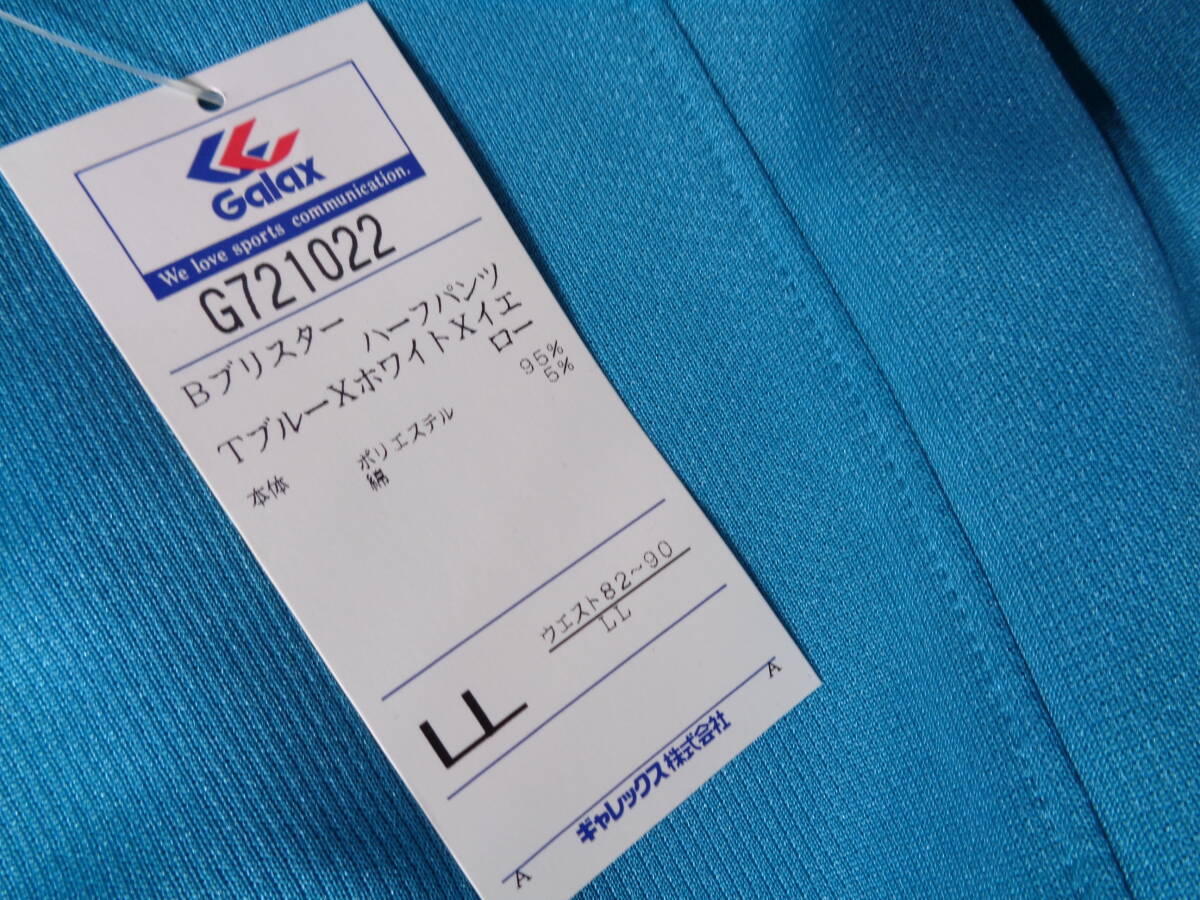 Galax
We love sports communication.
G721022
Bブリスター ハーフパンツ
TブルーXホワイトXイエ
ロー
本体 ポリエステル 95%
綿 5%
ウエスト82~90
LL
LL
A A
ギャレックス株式会社